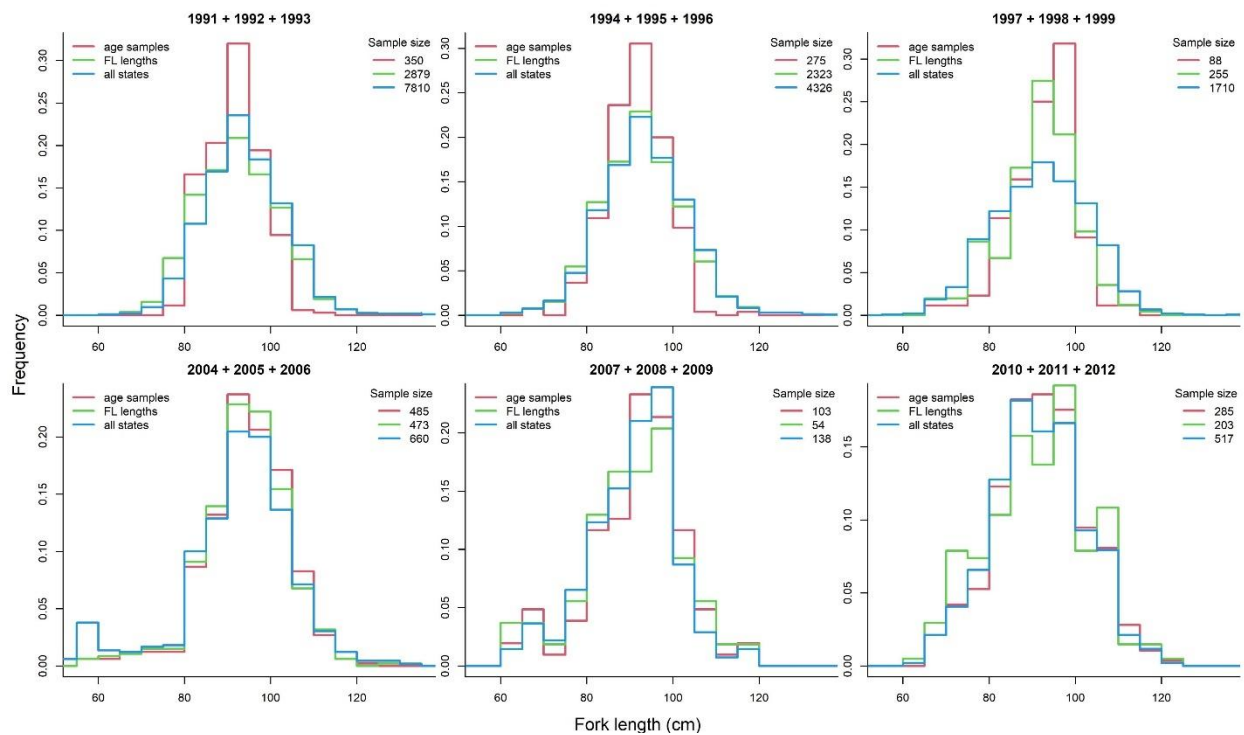 1991 + 1992 + 1993
age samples
FL lengths
all states
Sample size
350
2879
7810
0.00 0.05 0.10 0.15 0.20 0.25 0.30
60 80 100 120
1994 + 1995 + 1996
age samples
FL lengths
all states
Sample size
275
2323
4326
0.00 0.05 0.10 0.15 0.20 0.25 0.30
60 80 100 120
1997 + 1998 + 1999
age samples
FL lengths
all states
Sample size
88
255
1710
0.00 0.05 0.10 0.15 0.20 0.25 0.30
60 80 100 120
Frequency
2004 + 2005 + 2006
age samples
FL lengths
all states
Sample size
485
473
660
0.00 0.05 0.10 0.15 0.20
60 80 100 120
2007 + 2008 + 2009
age samples
FL lengths
all states
Sample size
103
54
138
0.00 0.05 0.10 0.15 0.20
60 80 100 120
2010 + 2011 + 2012
age samples
FL lengths
all states
Sample size
285
203
517
0.00 0.05 0.10 0.15
60 80 100 120
Fork length (cm)